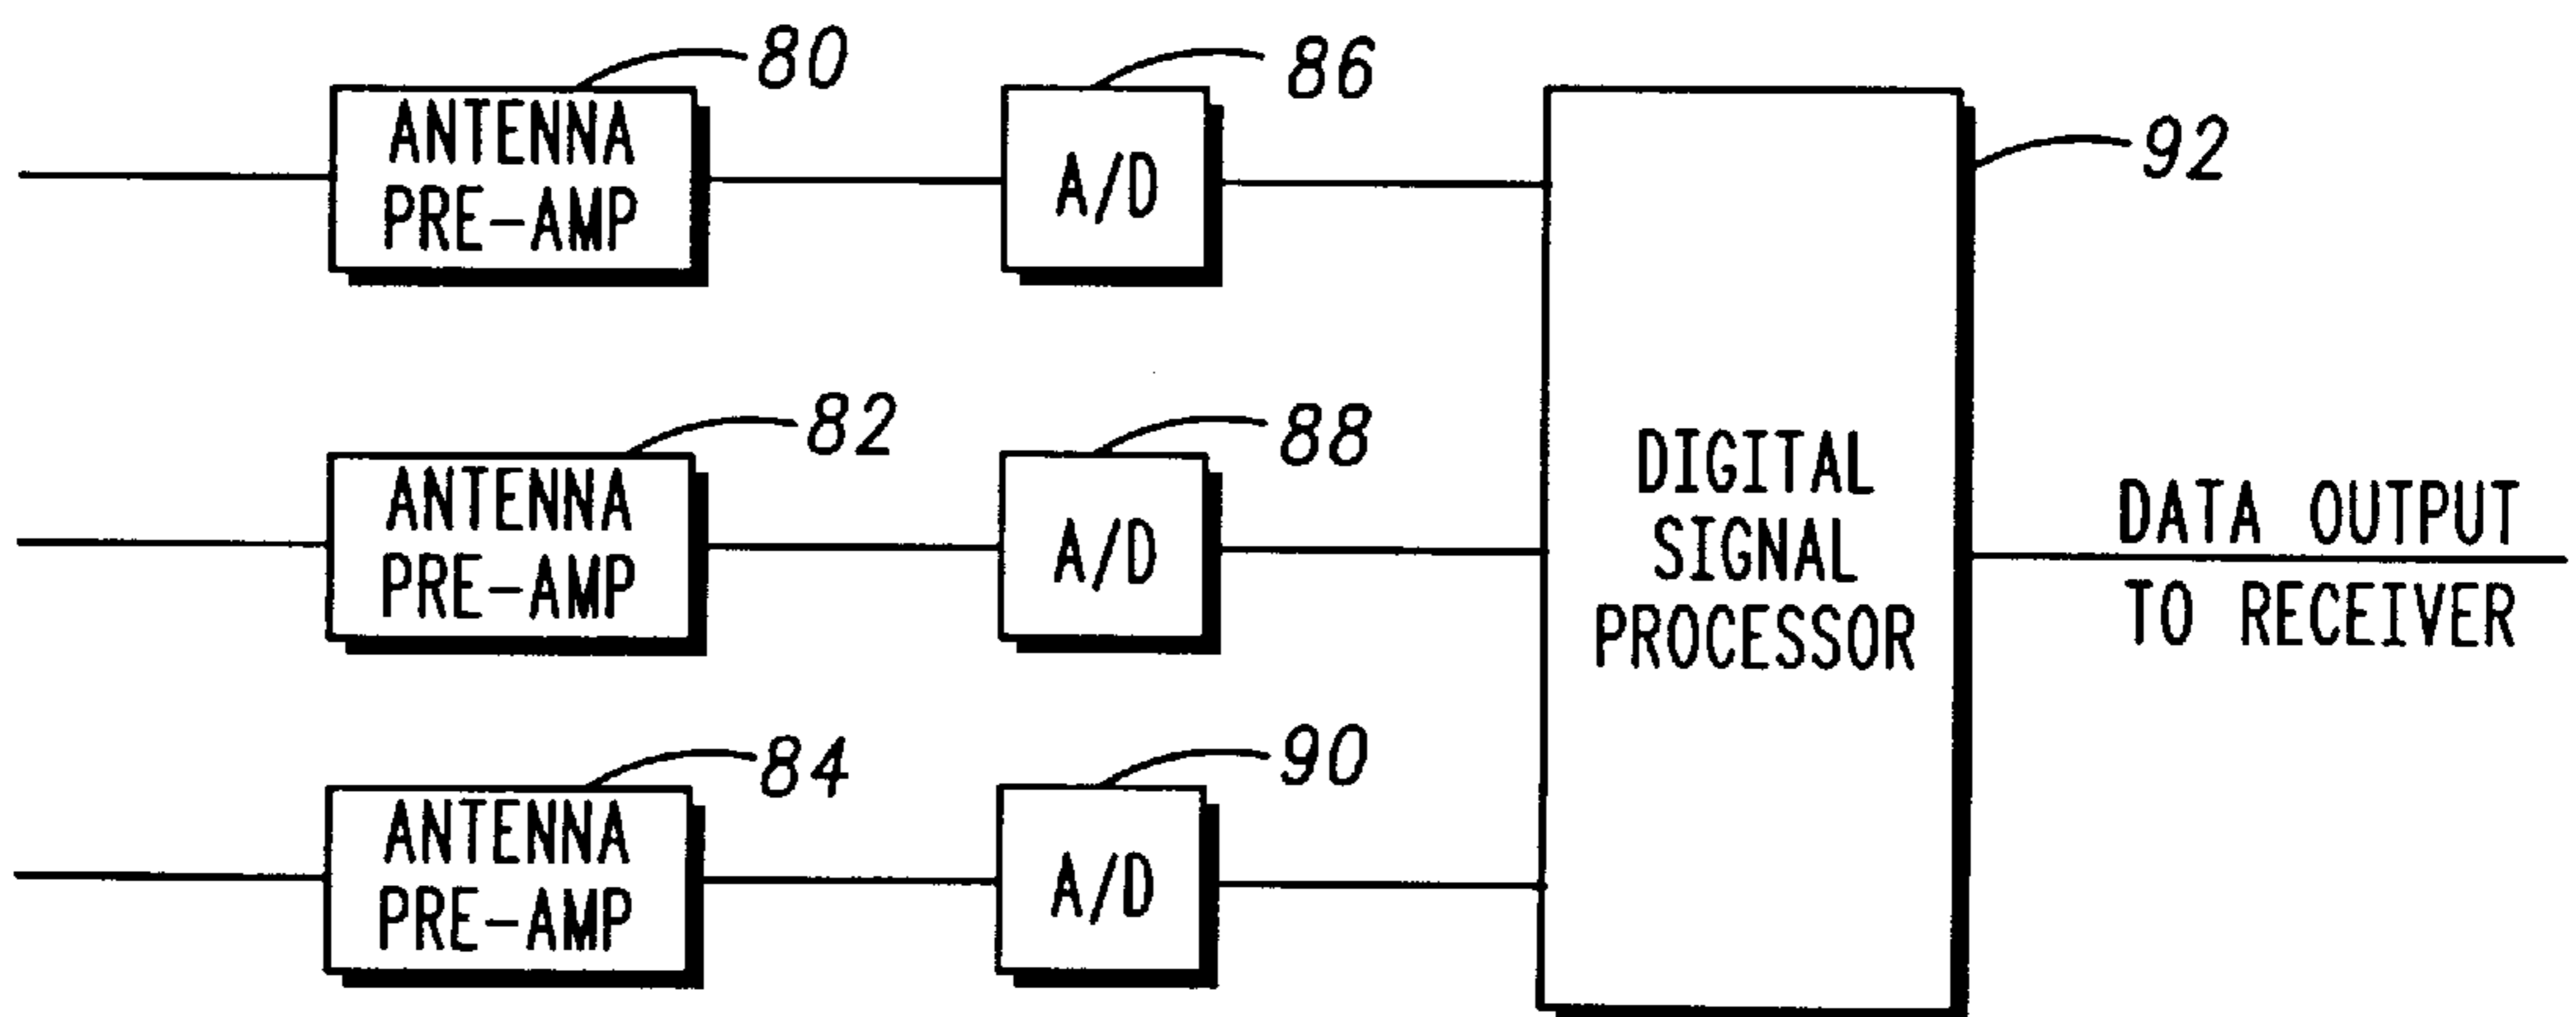 80
ANTENNA
PRE-AMP
86
A/D
92
82
ANTENNA
PRE-AMP
88
A/D
DIGITAL
SIGNAL
PROCESSOR
DATA OUTPUT
TO RECEIVER
84
ANTENNA
PRE-AMP
90
A/D